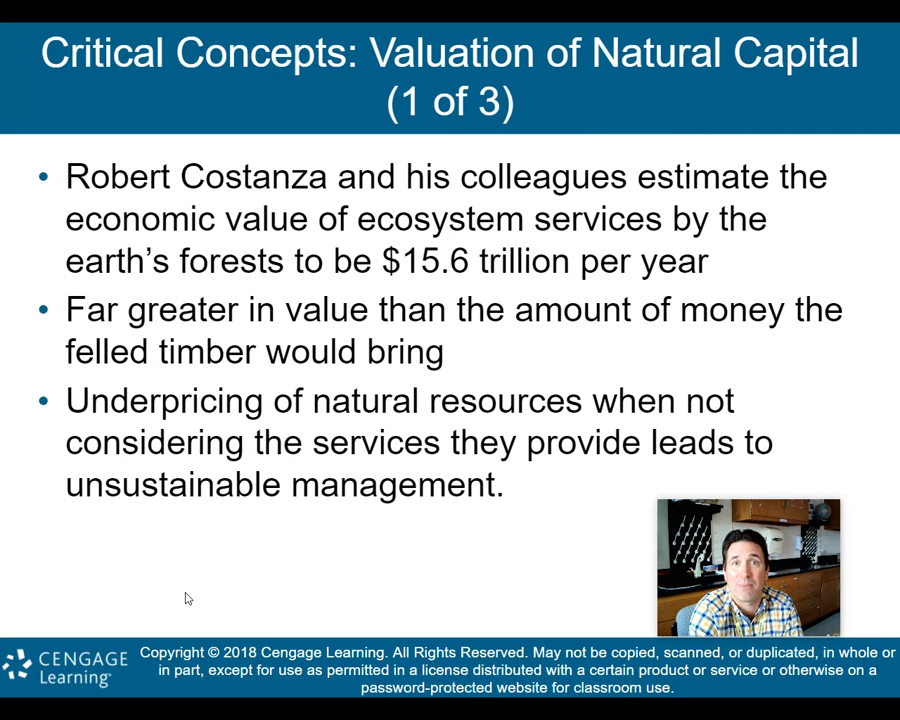 Critical Concepts: Valuation of Natural Capital
(1 of 3)
• Robert Costanza and his colleagues estimate the
economic value of ecosystem services by the
earth’s forests to be $15.6 trillion per year
• Far greater in value than the amount of money the
felled timber would bring
• Underpricing of natural resources when not
considering the services they provide leads to
unsustainable management.
CENGAGE
Learning™
Copyright © 2018 Cengage Learning. All Rights Reserved. May not be copied, scanned, or duplicated, in whole or
in part, except for use as permitted in a license distributed with a certain product or service or otherwise on a
password-protected website for classroom use.